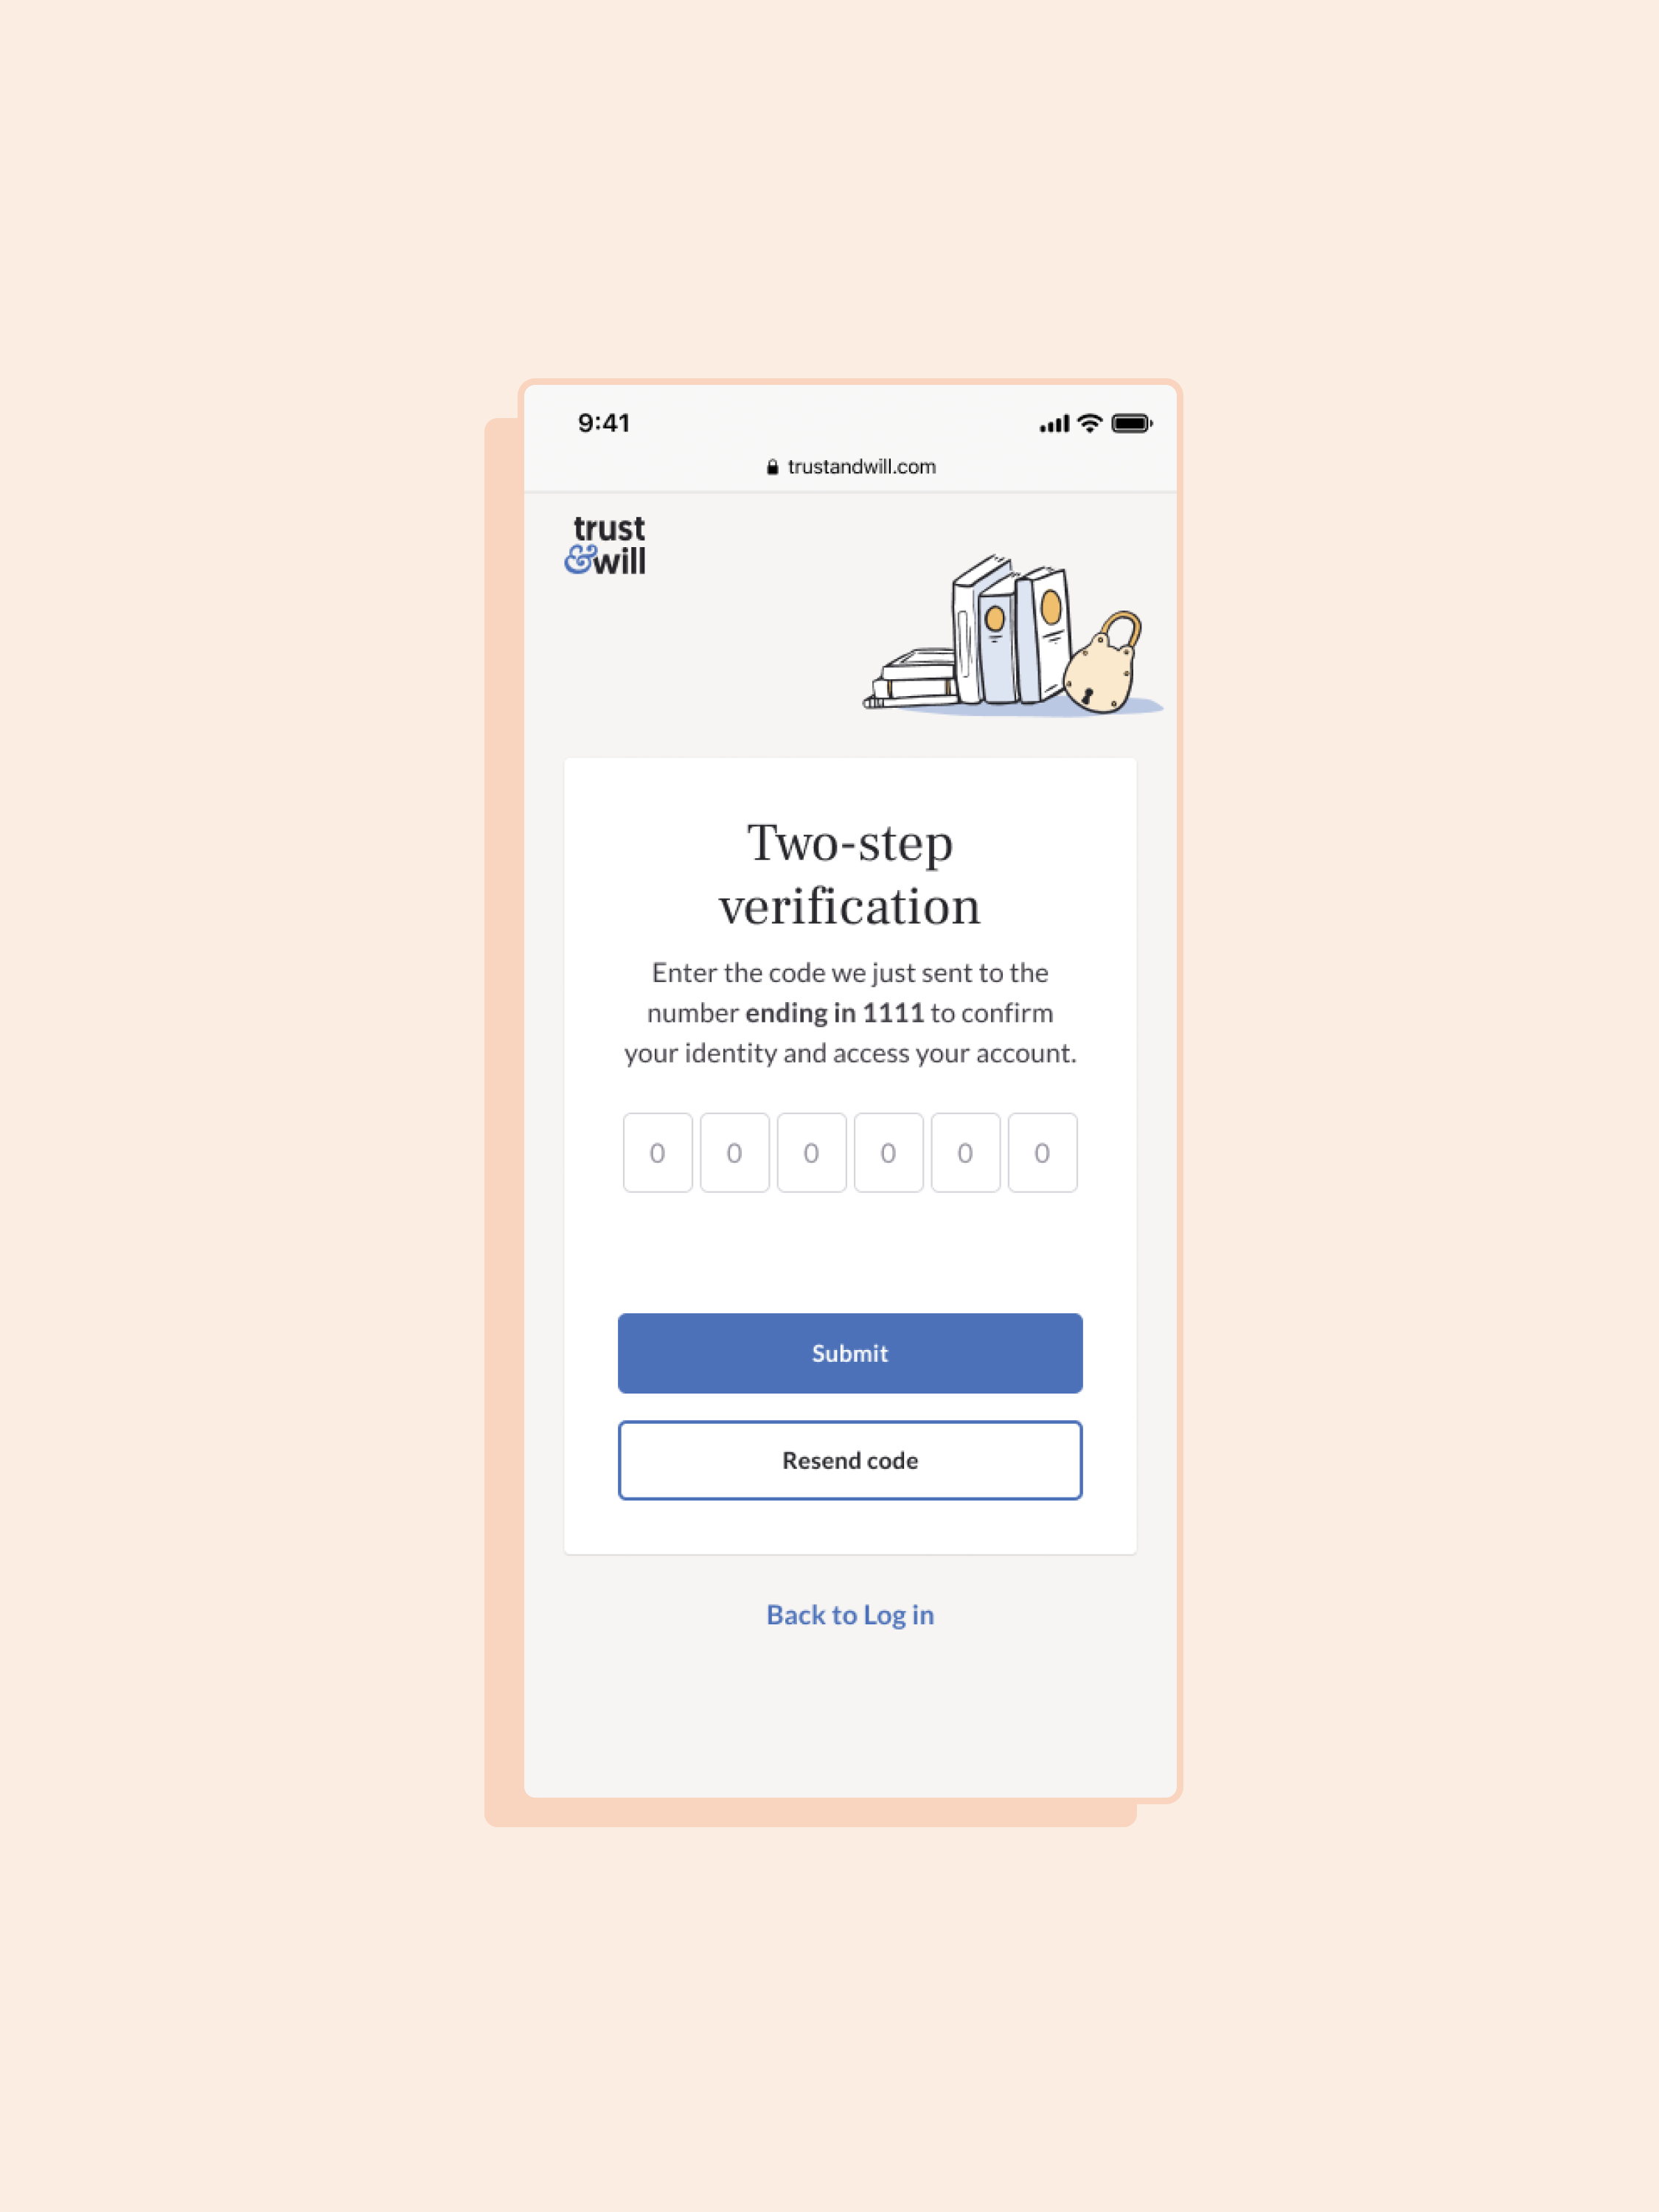 9:41
trustandwill.com
trust
&will
Two-step
verification
Enter the code we just sent to the
number ending in 1111 to confirm
your identity and access your account.
0 0 0 0 0 0
Submit
Resend code
Back to Log in